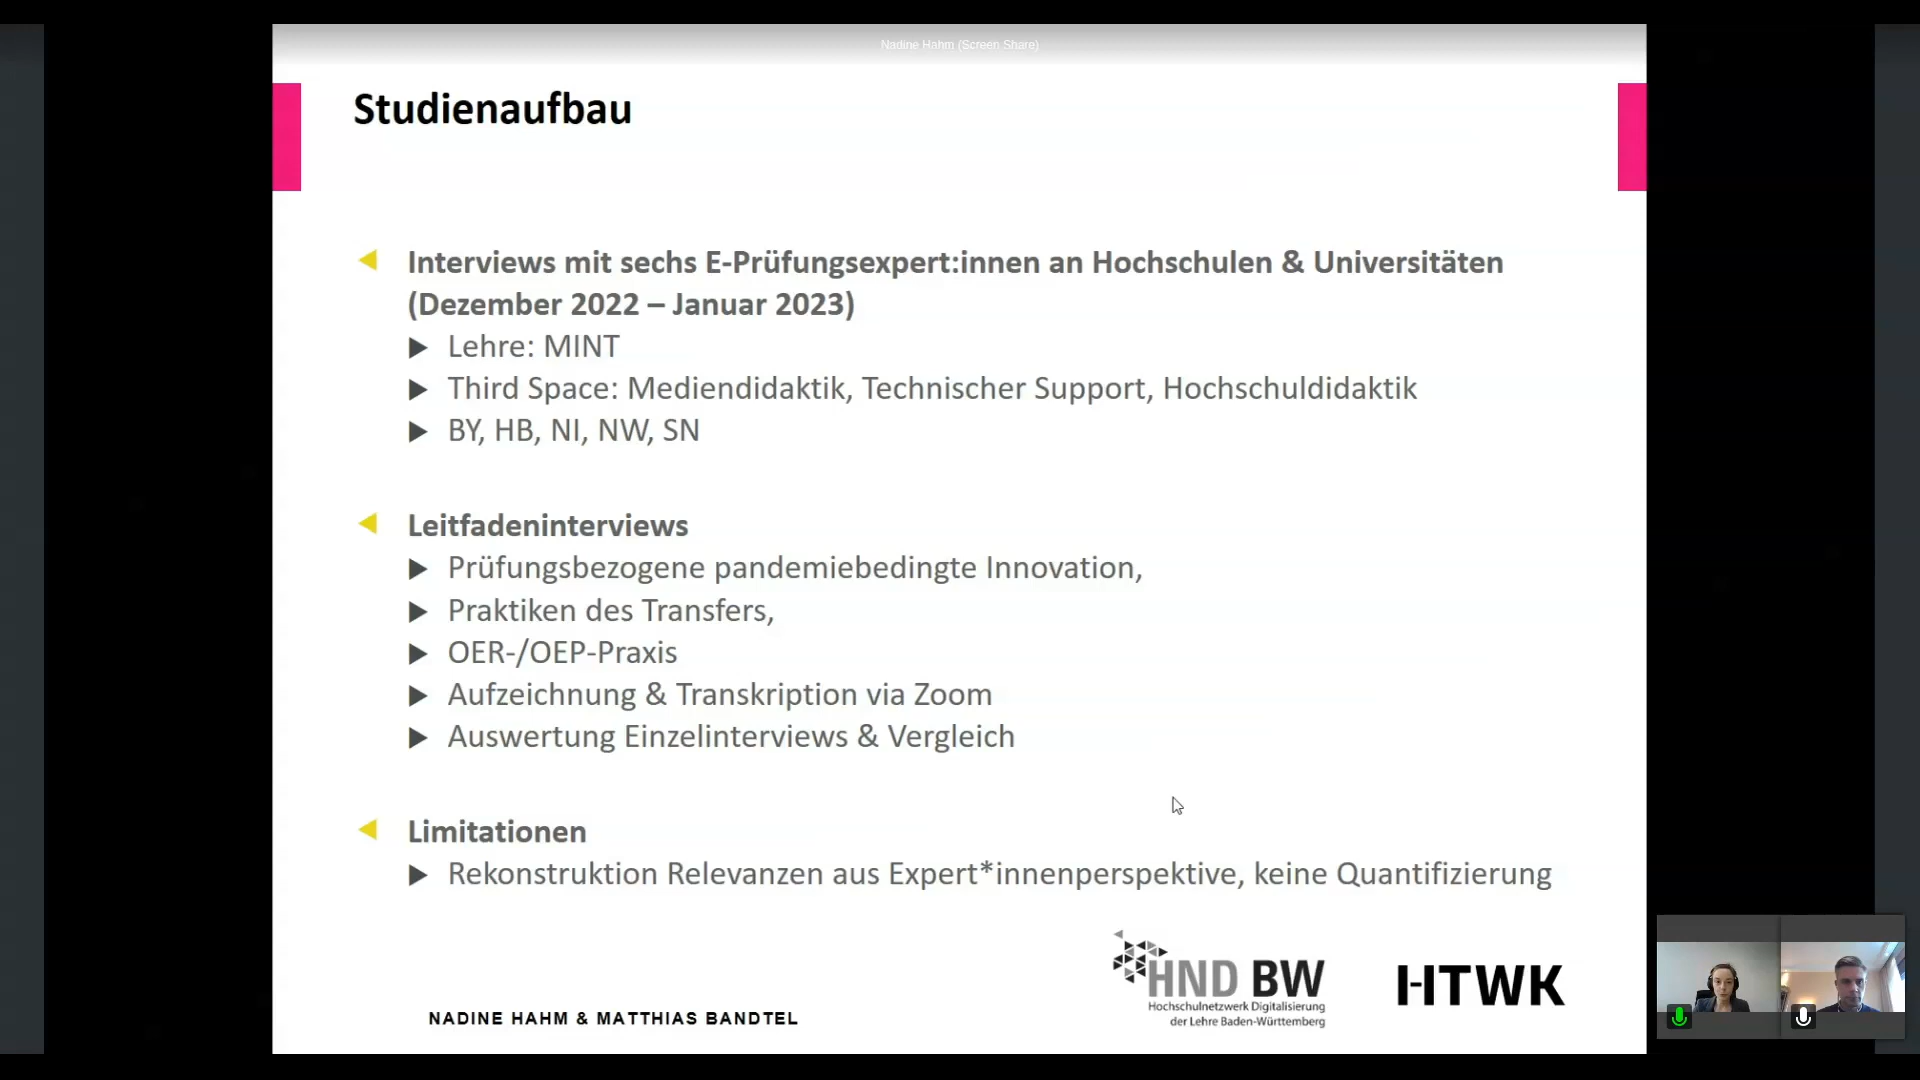 Nadine Hahm (Screen Share)
Studienaufbau
Interviews mit sechs E-Prüfungsexpert:innen an Hochschulen & Universitäten
(Dezember 2022 – Januar 2023)
Lehre: MINT
Third Space: Mediendidaktik, Technischer Support, Hochschuldidaktik
BY, HB, NI, NW, SN
Leitfadeninterviews
Prüfungsbezogene pandemiebedingte Innovation,
Praktiken des Transfers,
OER-/OEP-Praxis
Aufzeichnung & Transkription via Zoom
Auswertung Einzelinterviews & Vergleich
Limitationen
Rekonstruktion Relevanzen aus Expert*innenperspektive, keine Quantifizierung
HND BW
Hochschulnetzwerk Digitalisierung
der Lehre Baden-Württemberg
HTWK
NADINE HAHM & MATTHIAS BANDTEL